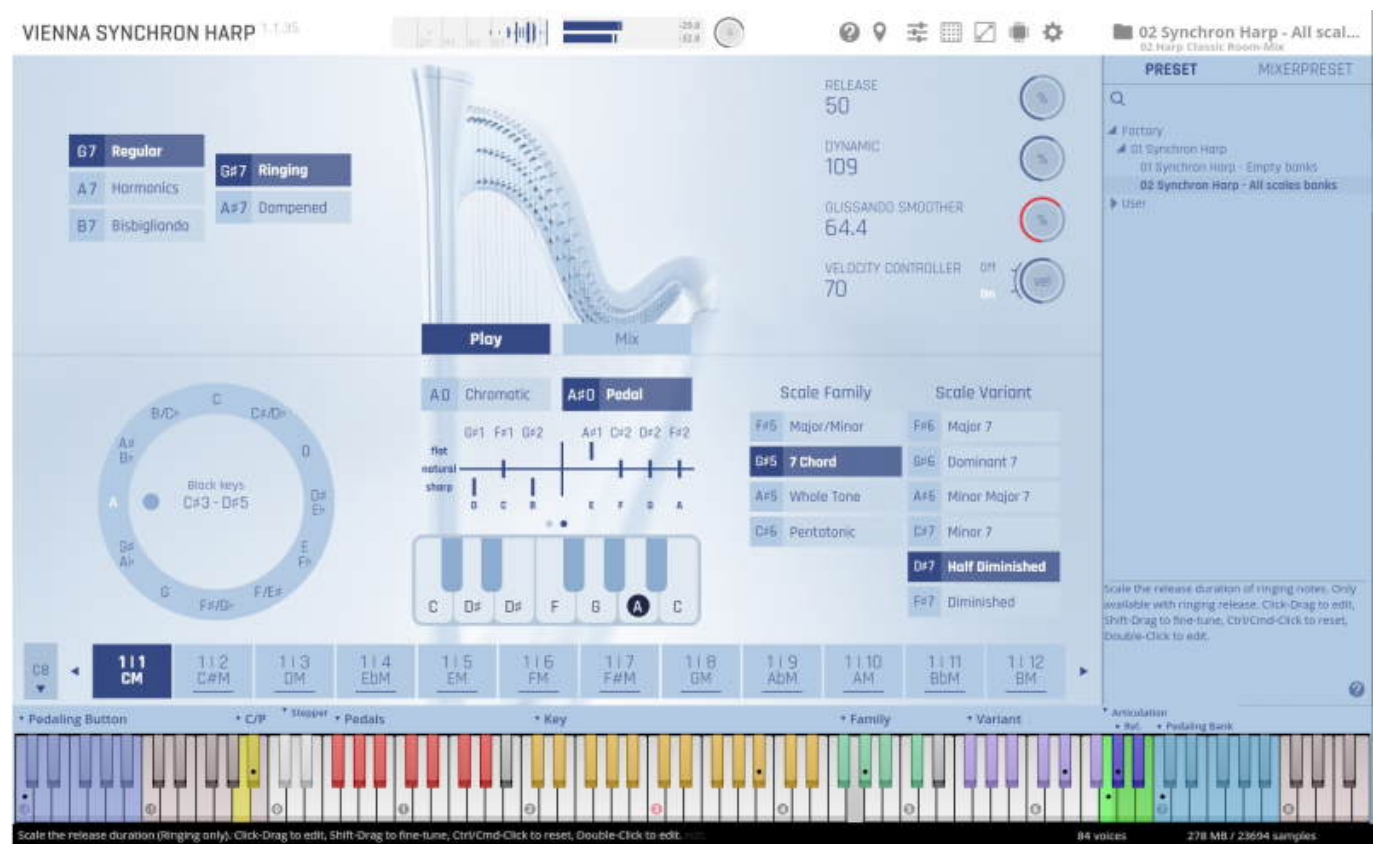 VIENNA SYNCHRON HARP 1.1.35
02 Synchron Harp - All scal...
02 Harp Classic Room-Mix
PRESET MIXERPRESET
Factory
01 Synchron Harp
01 Synchron Harp - Empty banks
02 Synchron Harp - All scales banks
User
G7 Regular
A7 Harmonics
B7 Bisbigliando
G#7 Ringing
A#7 Dampened
RELEASE
50
%
DYNAMIC
109
%
GLISSANDO SMOOTHER
64.4
%
VELOCITY CONTROLLER Off
70 On
vel
Play Mix
C
C#/D♭
D
D#
E♭
E
F♭
F/E#
F#/G♭
G
G#
A♭
A
A#
B♭
B/C♭
Black keys
C#3 - D#5
A0 Chromatic
A#0 Pedal
G#1 F#1 G#2 A#1 C#2 D#2 F#2
flat
natural
sharp
D C B E F G A
C D# D# F G A C
Scale Family
F#5 Major/Minor
G#5 7 Chord
A#5 Whole Tone
C#6 Pentatonic
Scale Variant
F#6 Major 7
G#6 Dominant 7
A#6 Minor Major 7
C#7 Minor 7
D#7 Half Diminished
F#7 Diminished
Scale the release duration of ringing notes. Only
available with ringing release. Click-Drag to edit,
Shift-Drag to fine-tune, Ctrl/Cmd-Click to reset,
Double-Click to edit.
C8
1|1 1|2 1|3 1|4 1|5 1|6 1|7 1|8 1|9 1|10 1|11 1|12
CM C#M DM EbM EM FM F#M GM AbM AM BbM BM
Pedaling Button C/P Stepper Pedals Key Family Variant Articulation
Rel. Pedaling Bank
Scale the release duration (Ringing only). Click-Drag to edit, Shift-Drag to fine-tune, Ctrl/Cmd-Click to reset, Double-Click to edit.
84 voices 278 MB / 23694 samples